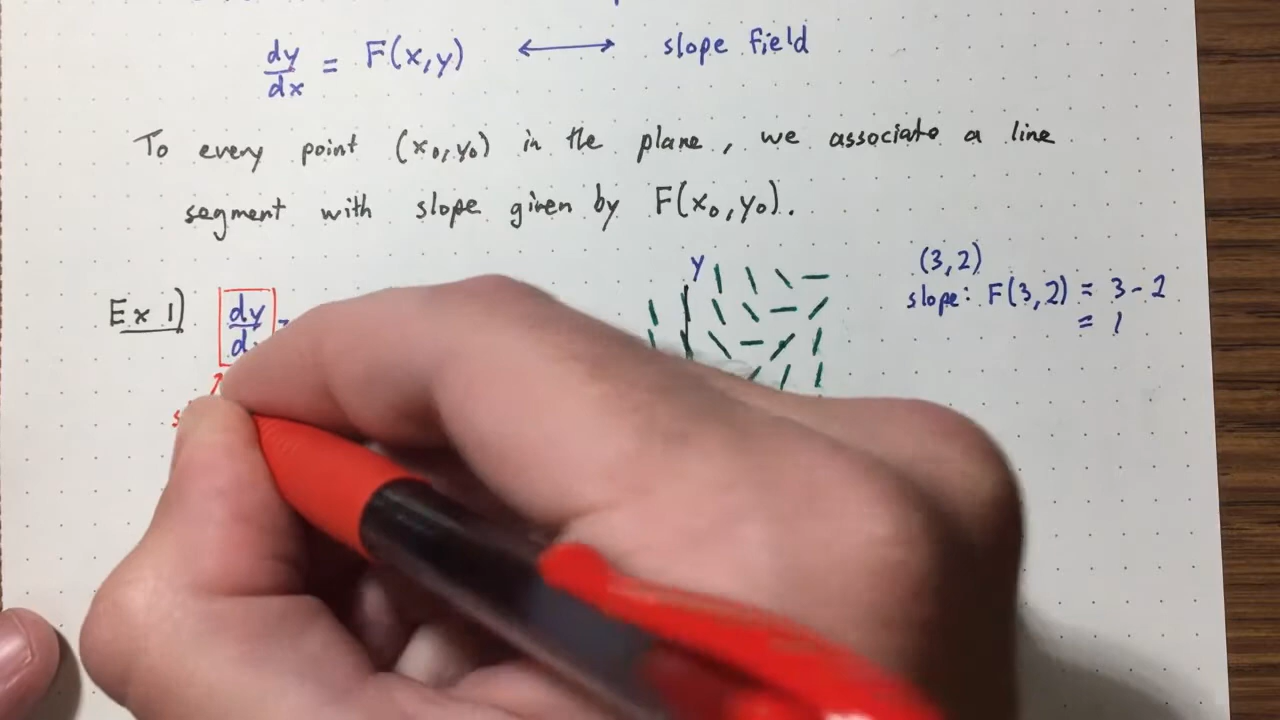 dy/dx = F(x,y) ⟷ slope field
To every point (x₀,y₀) in the plane, we associate a line
segment with slope given by F(x₀,y₀).
Ex 1) dy/dx =
y
(3,2)
slope: F(3,2) = 3-2
= 1